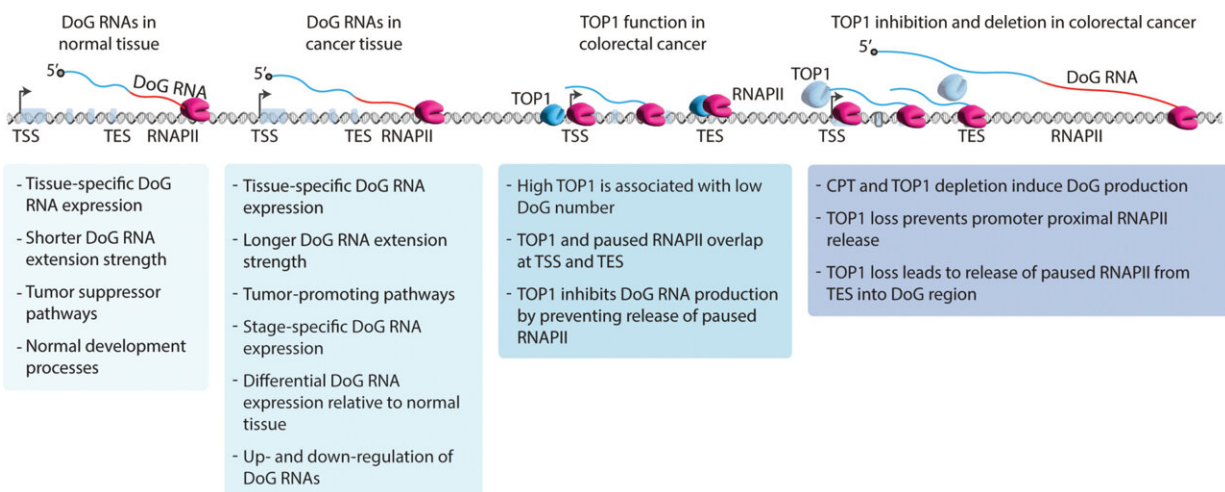 DoG RNAs in
normal tissue
5′
DoG RNA
TSS
TES
RNAPII
- Tissue-specific DoG
RNA expression
- Shorter DoG RNA
extension strength
- Tumor suppressor
pathways
- Normal development
processes
DoG RNAs in
cancer tissue
5′
TSS
TES
RNAPII
- Tissue-specific DoG RNA
expression
- Longer DoG RNA extension
strength
- Tumor-promoting pathways
- Stage-specific DoG RNA
expression
- Differential DoG RNA
expression relative to normal
tissue
- Up- and down-regulation of
DoG RNAs
TOP1 function in
colorectal cancer
TOP1
RNAPII
TSS
TES
- High TOP1 is associated with low
DoG number
- TOP1 and paused RNAPII overlap
at TSS and TES
- TOP1 inhibits DoG RNA production
by preventing release of paused
RNAPII
TOP1 inhibition and deletion in colorectal cancer
5′
TOP1
DoG RNA
TSS
TES
RNAPII
- CPT and TOP1 depletion induce DoG production
- TOP1 loss prevents promoter proximal RNAPII
release
- TOP1 loss leads to release of paused RNAPII from
TES into DoG region